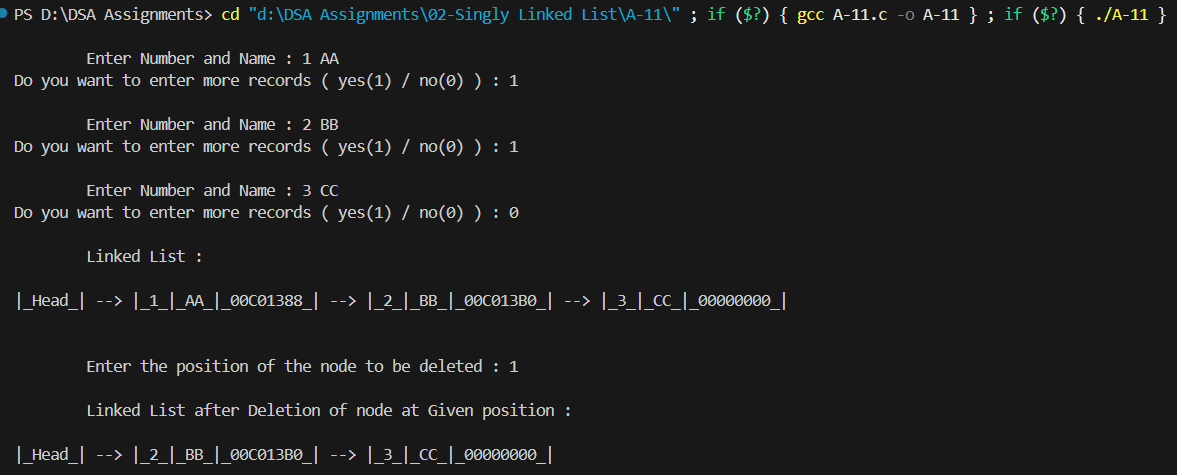 PS D:\DSA Assignments> cd "d:\DSA Assignments\02-Singly Linked List\A-11\" ; if ($?) { gcc A-11.c -o A-11 } ; if ($?) { ./A-11 }
Enter Number and Name : 1 AA
Do you want to enter more records ( yes(1) / no(0) ) : 1
Enter Number and Name : 2 BB
Do you want to enter more records ( yes(1) / no(0) ) : 1
Enter Number and Name : 3 CC
Do you want to enter more records ( yes(1) / no(0) ) : 0
Linked List :
|_Head_| --> |_1_|_AA_|_00C01388_| --> |_2_|_BB_|_00C013B0_| --> |_3_|_CC_|_00000000_|
Enter the position of the node to be deleted : 1
Linked List after Deletion of node at Given position :
|_Head_| --> |_2_|_BB_|_00C013B0_| --> |_3_|_CC_|_00000000_|